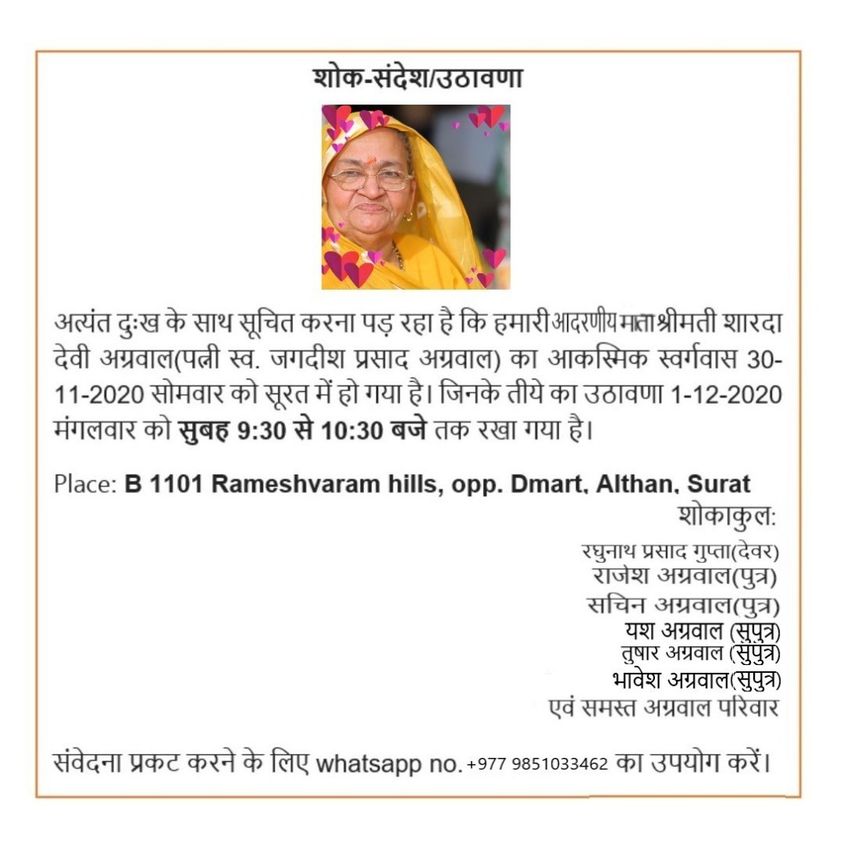 शोक-संदेश/उठावणा
अत्यंत दुःख के साथ सूचित करना पड़ रहा है कि हमारी आदरणीय माता श्रीमती शारदा
देवी अग्रवाल(पत्नी स्व. जगदीश प्रसाद अग्रवाल) का आकस्मिक स्वर्गवास 30-
11-2020 सोमवार को सूरत में हो गया है। जिनके तीये का उठावणा 1-12-2020
मंगलवार को सुबह 9:30 से 10:30 बजे तक रखा गया है।
Place: B 1101 Rameshvaram hills, opp. Dmart, Althan, Surat
शोकाकुल:
रघुनाथ प्रसाद गुप्ता(देवर)
राजेश अग्रवाल(पुत्र)
सचिन अग्रवाल(पुत्र)
यश अग्रवाल (सुपुत्र)
तुषार अग्रवाल (सुपुत्र)
भावेश अग्रवाल(सुपुत्र)
एवं समस्त अग्रवाल परिवार
संवेदना प्रकट करने के लिए whatsapp no. +977 9851033462 का उपयोग करें।